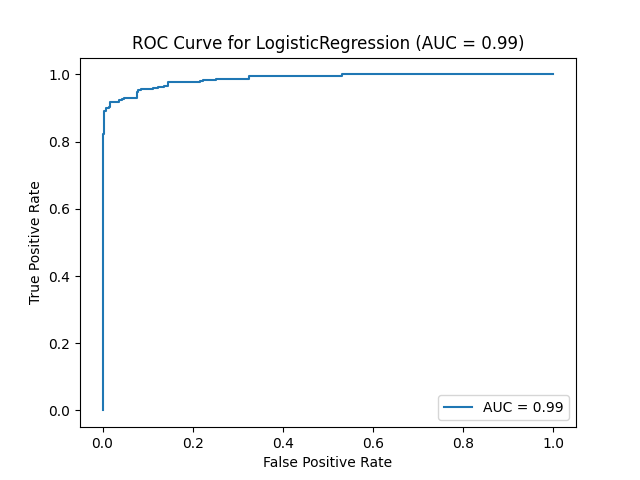 ROC Curve for LogisticRegression (AUC = 0.99)
1.0
0.8
0.6
0.4
0.2
0.0
True Positive Rate
AUC = 0.99
0.0 0.2 0.4 0.6 0.8 1.0
False Positive Rate